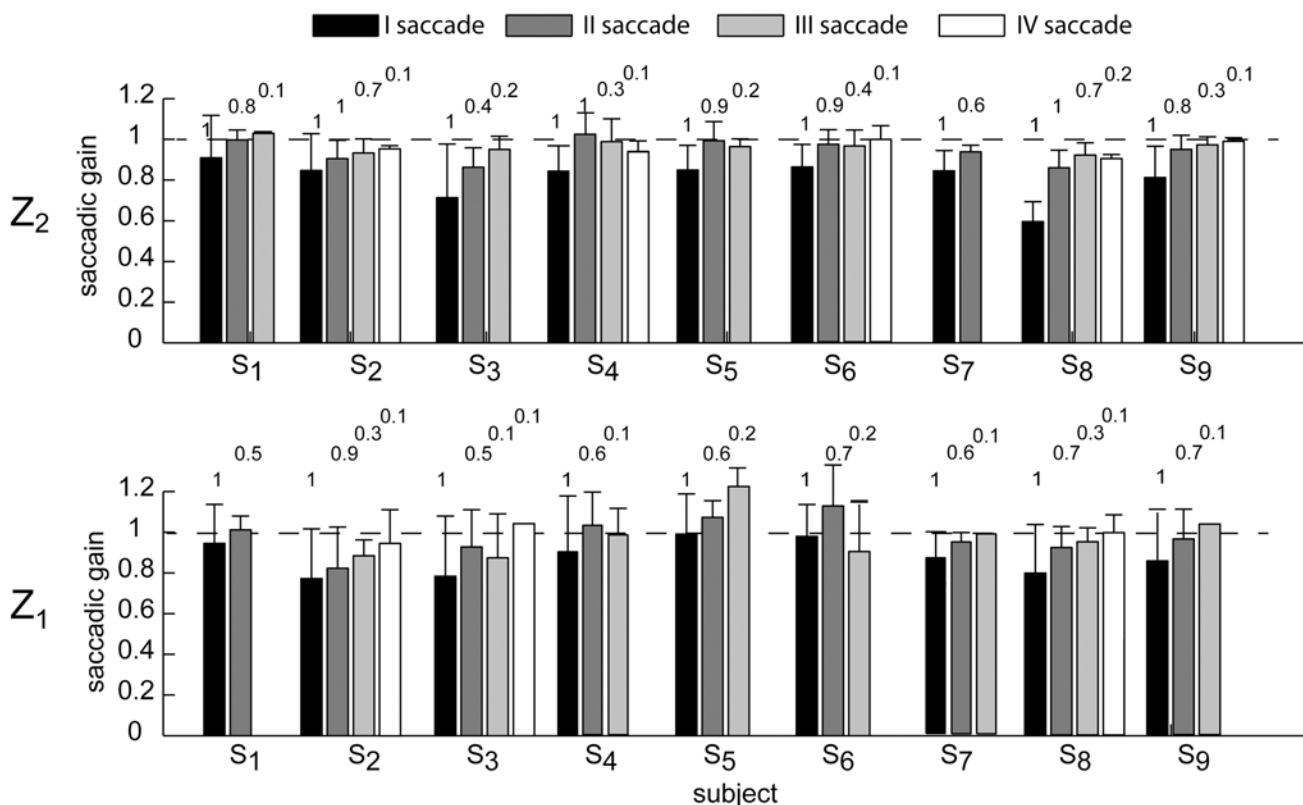 I saccade II saccade III saccade IV saccade
1 0.8 0.1 1 1 0.7 0.1 1 0.4 0.2 1 1 0.3 0.1 1 0.9 0.2 1 0.9 0.4 0.1 1 0.6 1 1 0.7 0.2 1 0.8 0.3 0.1
1.2
1
0.8
0.6
0.4
0.2
0
saccadic gain
Z2
S1 S2 S3 S4 S5 S6 S7 S8 S9
1 0.5 1 0.9 0.3 0.1 1 0.5 0.1 0.1 1 0.6 0.1 1 0.6 0.2 1 0.7 0.2 1 0.6 0.1 1 0.7 0.3 0.1 1 0.7 0.1
1.2
1
0.8
0.6
0.4
0.2
0
saccadic gain
Z1
S1 S2 S3 S4 S5 S6 S7 S8 S9
subject